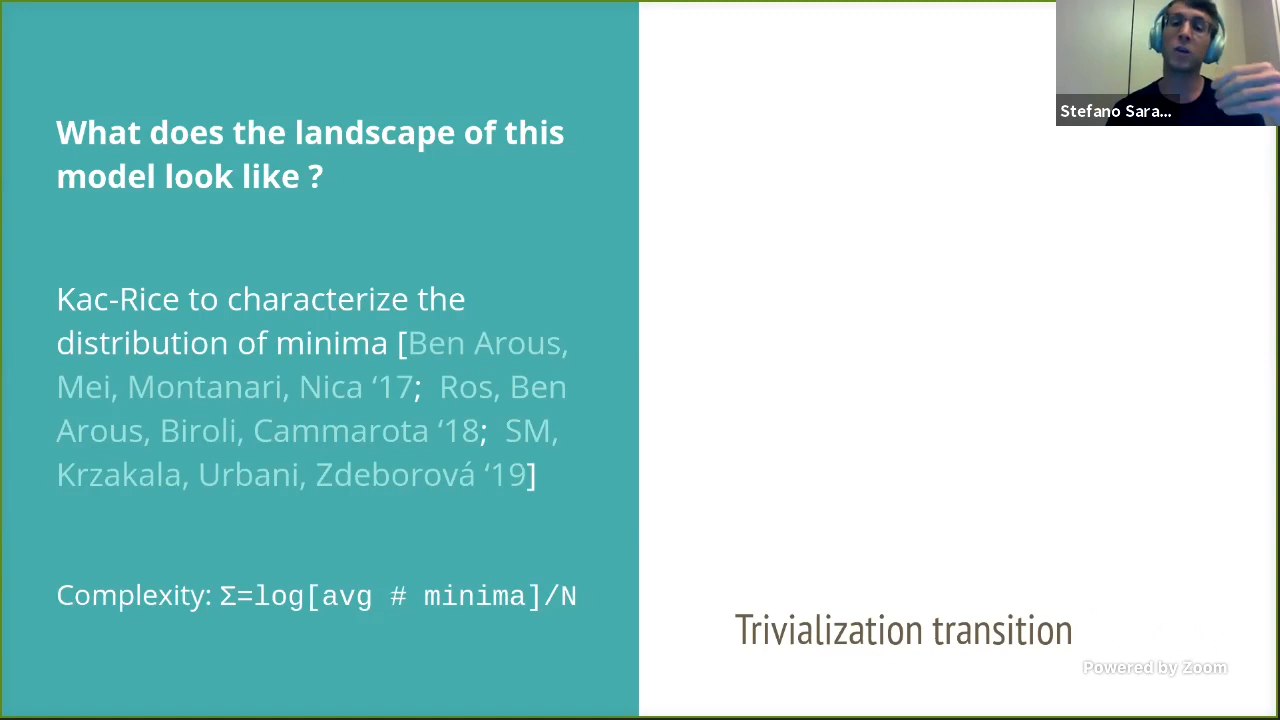 What does the landscape of this
model look like ?
Kac-Rice to characterize the
distribution of minima [Ben Arous,
Mei, Montanari, Nica ‘17;  Ros, Ben
Arous, Biroli, Cammarota ‘18;  SM,
Krzakala, Urbani, Zdeborová ‘19]
Complexity: Σ=log[avg # minima]/N
Stefano Sara...
Trivialization transition
Powered by Zoom